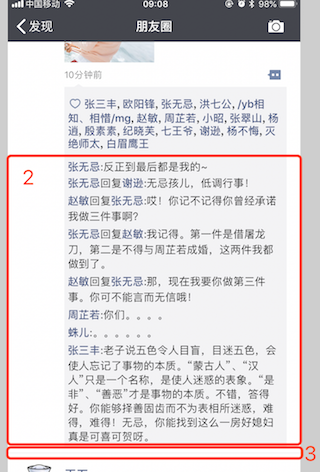 中国移动 09:08 98%
发现 朋友圈
10分钟前
张三丰, 欧阳锋, 张无忌, 洪七公, /yb相
知、相惜/mg, 赵敏, 周芷若, 小昭, 张翠山, 杨
逍, 殷素素, 纪晓芙, 七王爷, 谢逊, 杨不悔, 灭
绝师太, 白眉鹰王
2
张无忌:反正到最后都是我的~
张无忌回复谢逊:无忌孩儿，低调行事！
赵敏回复张无忌:哎！你记不记得你曾经承诺
我做三件事啊？
张无忌回复赵敏:我记得。第一件是借屠龙
刀，第二是不得与周芷若成婚，这两件我都
做到了。
赵敏回复张无忌:那，现在我要你做第三件
事。你可不能言而无信哦！
周芷若:你们。。。。
蛛儿:。。。。。。
张三丰:老子说五色令人目盲，目迷五色，会
使人忘记了事物的本质。“蒙古人”、“汉
人”只是一个名称，是使人迷惑的表象。“是
非”、“善恶”才是事物的本质。不错，答得
好。你能够择善固齿而不为表相所迷惑，难
得，难得！无忌，你能找到这么一房好媳妇
真是可喜可贺呀。
3